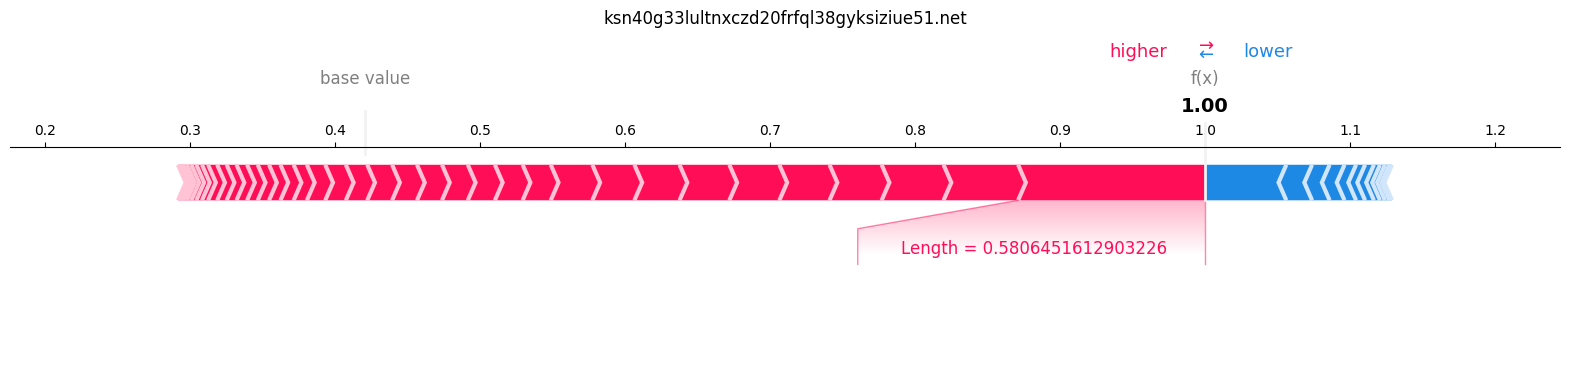 ksn40g33lultnxczd20frfql38gyksiziue51.net
higher ⇄ lower
base value f(x)
1.00
0.2 0.3 0.4 0.5 0.6 0.7 0.8 0.9 1.0 1.1 1.2
Length = 0.5806451612903226